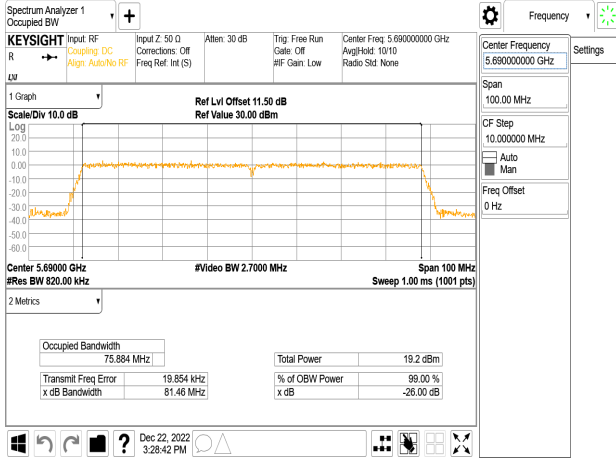 Spectrum Analyzer 1
Occupied BW
Frequency
KEYSIGHT
R
Input: RF
Coupling: DC
Align: Auto/No RF
Input Z: 50 Ω
Corrections: Off
Freq Ref: Int (S)
Atten: 30 dB
Trig: Free Run
Gate: Off
#IF Gain: Low
Center Freq: 5.690000000 GHz
Avg|Hold: 10/10
Radio Std: None
LXI
1 Graph
Scale/Div 10.0 dB
Ref Lvl Offset 11.50 dB
Ref Value 30.00 dBm
Log
20.0
10.0
0.00
-10.0
-20.0
-30.0
-40.0
-50.0
-60.0
Center 5.69000 GHz
#Video BW 2.7000 MHz
Span 100 MHz
#Res BW 820.00 kHz
Sweep 1.00 ms (1001 pts)
2 Metrics
Occupied Bandwidth
75.884 MHz
Total Power 19.2 dBm
Transmit Freq Error 19.854 kHz
% of OBW Power 99.00 %
x dB Bandwidth 81.46 MHz
x dB -26.00 dB
Center Frequency
5.690000000 GHz
Settings
Span
100.00 MHz
CF Step
10.000000 MHz
Auto
Man
Freq Offset
0 Hz
?
Dec 22, 2022
3:28:42 PM